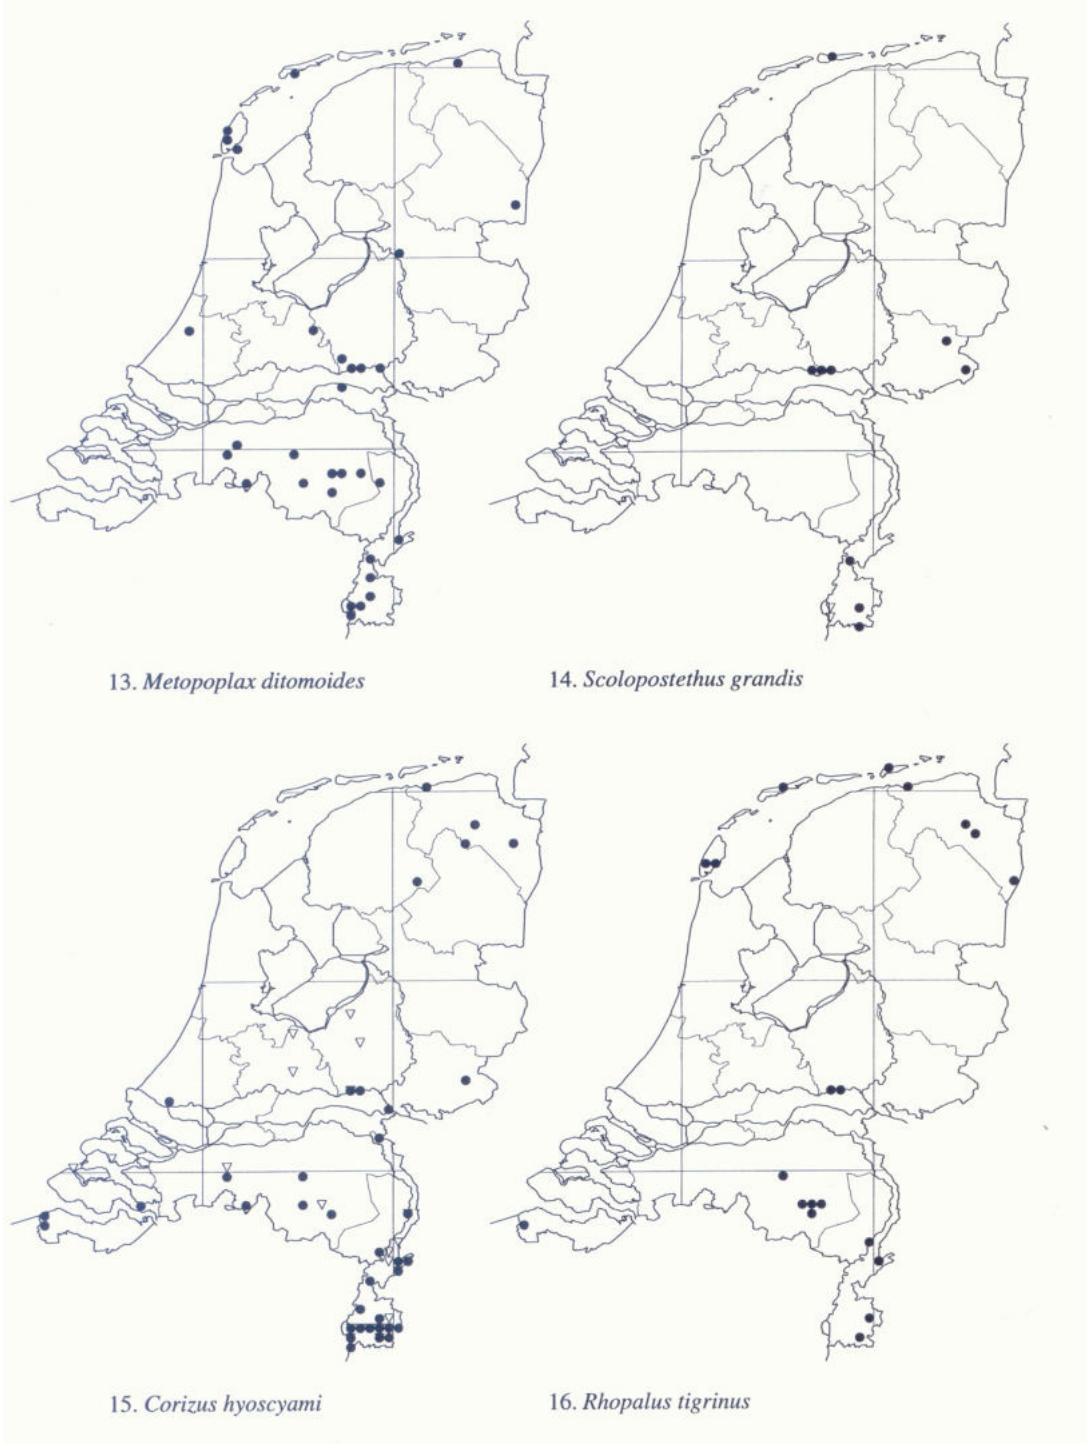 13. Metopoplax ditomoides
14. Scolopostethus grandis
15. Corizus hyoscyami
16. Rhopalus tigrinus